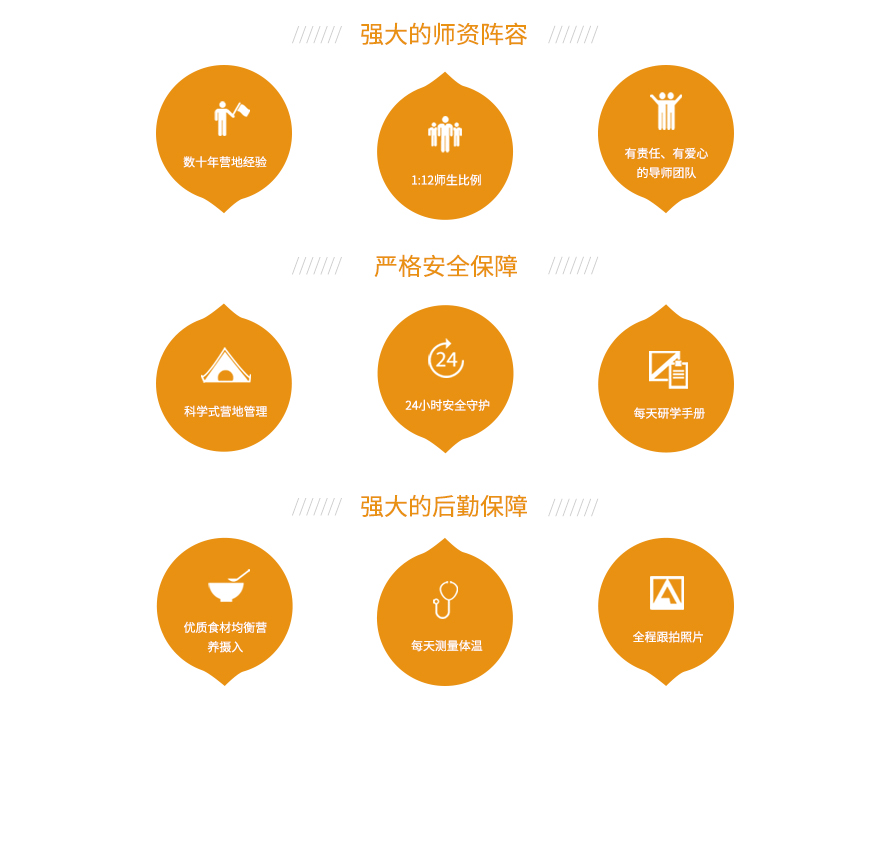 强大的师资阵容
数十年营地经验
1:12师生比例
有责任、有爱心
的导师团队
严格安全保障
科学式营地管理
24
24小时安全守护
每天研学手册
强大的后勤保障
优质食材均衡营
养摄入
每天测量体温
全程跟拍照片